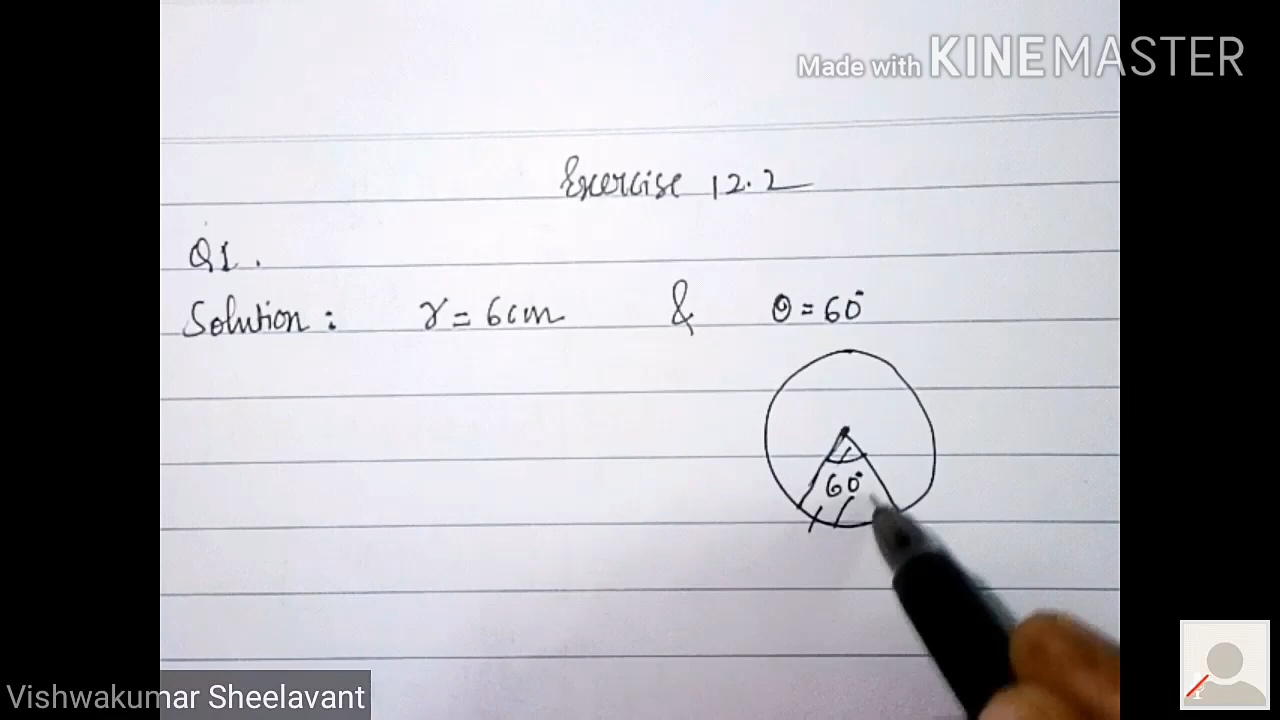 Made with KINEMASTER
Exercise 12.2
Q1.
Solution: r = 6cm & θ = 60°
60°
Vishwakumar Sheelavant